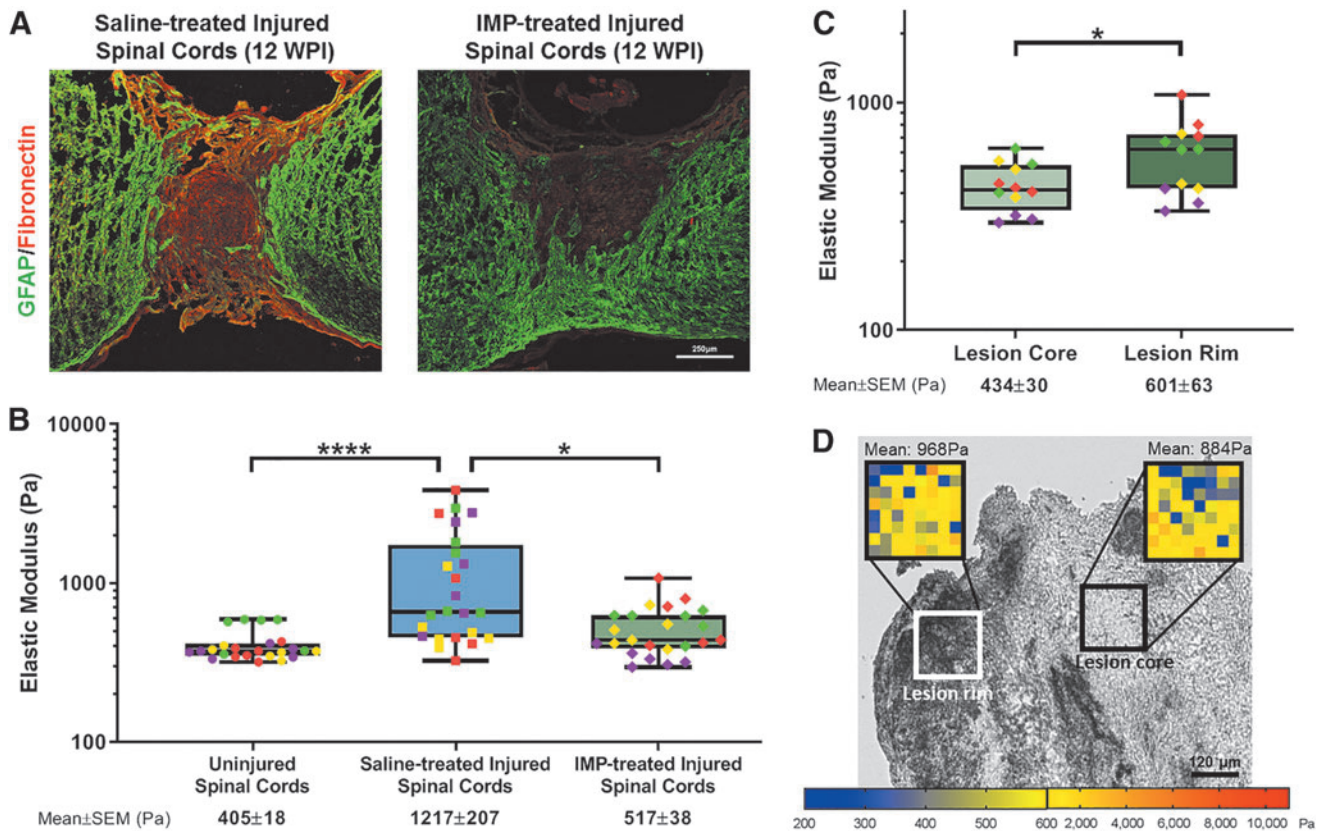 A
Saline-treated Injured
Spinal Cords (12 WPI)
IMP-treated Injured
Spinal Cords (12 WPI)
GFAP/Fibronectin
250µm
B
Elastic Modulus (Pa)
10000
1000
100
****
*
Uninjured
Spinal Cords
Saline-treated Injured
Spinal Cords
IMP-treated Injured
Spinal Cords
Mean±SEM (Pa)
405±18
1217±207
517±38
C
Elastic Modulus (Pa)
1000
100
*
Lesion Core
Lesion Rim
Mean±SEM (Pa)
434±30
601±63
D
Mean: 968Pa
Mean: 884Pa
Lesion rim
Lesion core
120 µm
200 300 400 500 600 2,000 4,000 6,000 10,000 Pa